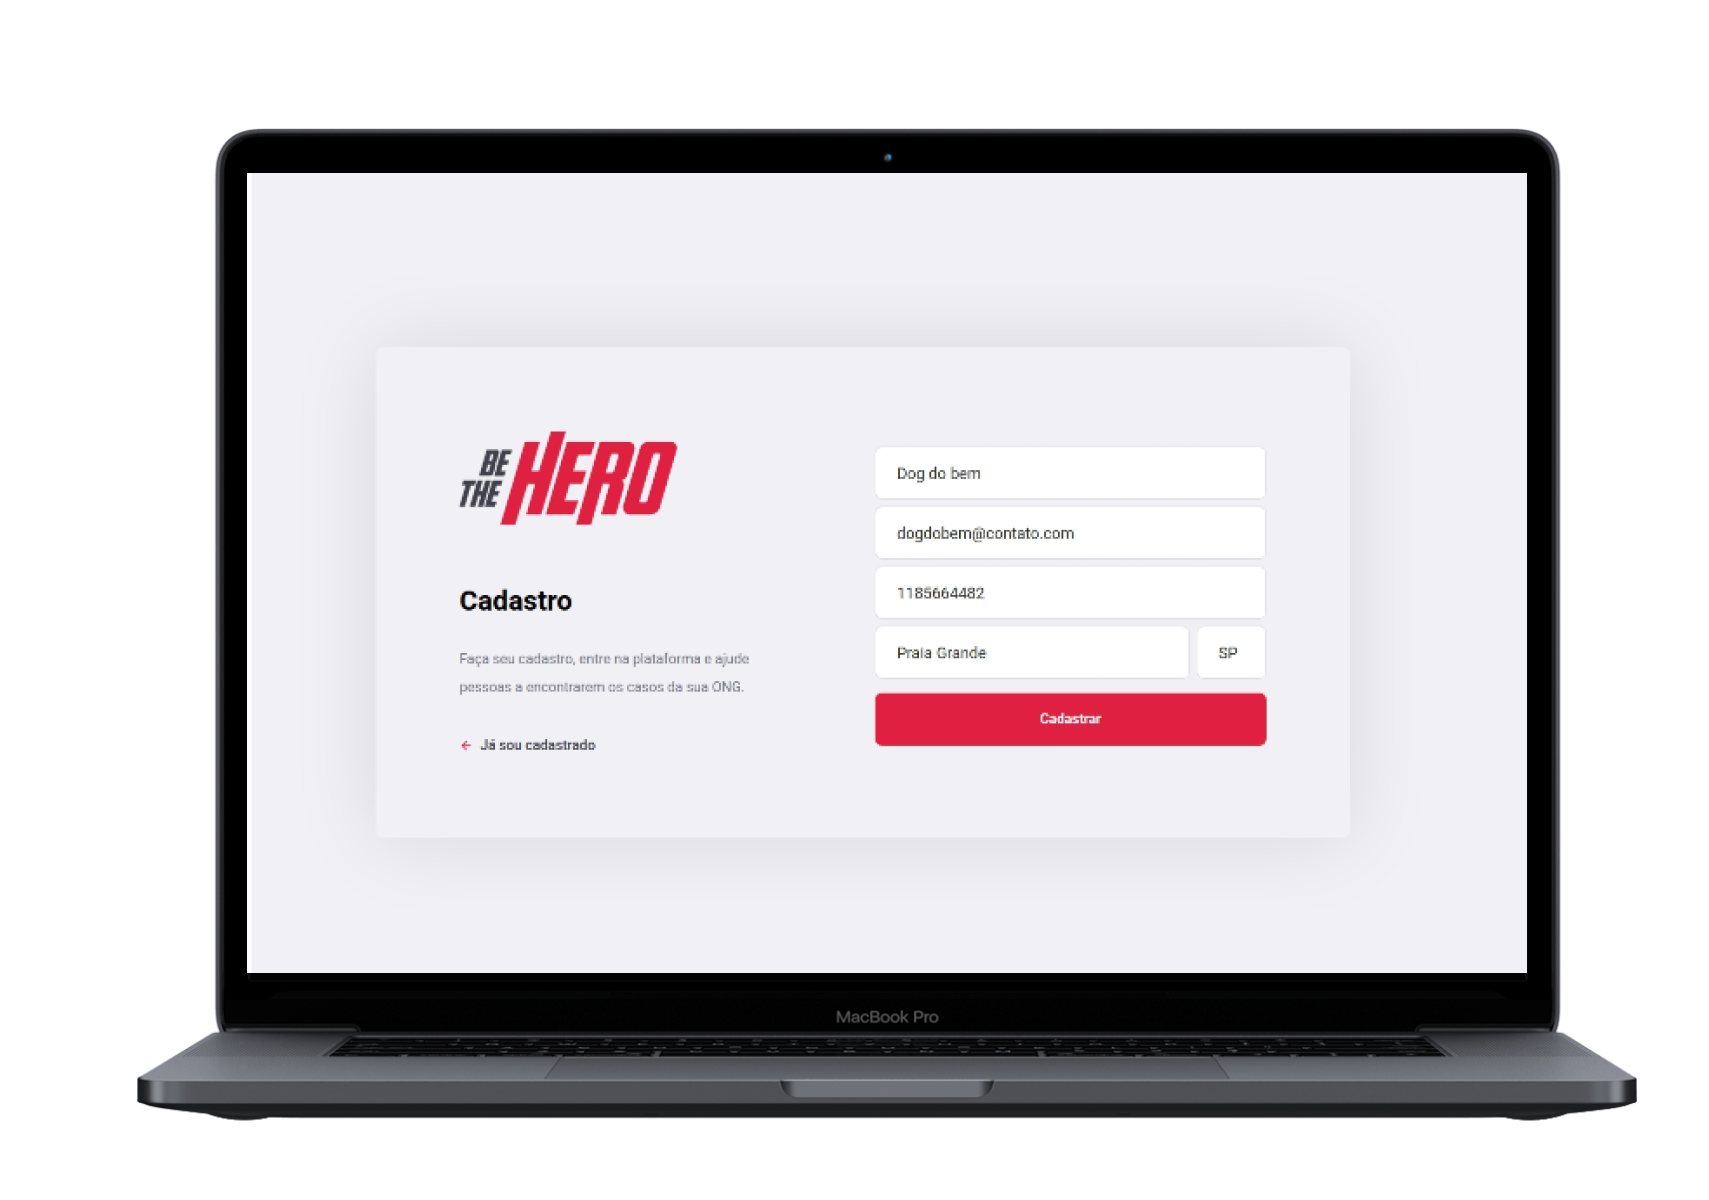 BE
THE HERO
Cadastro
Faça seu cadastro, entre na plataforma e ajude
pessoas a encontrarem os casos da sua ONG.
← Já sou cadastrado
Dog do bem
dogdobem@contato.com
1185664482
Praia Grande
SP
Cadastrar
MacBook Pro